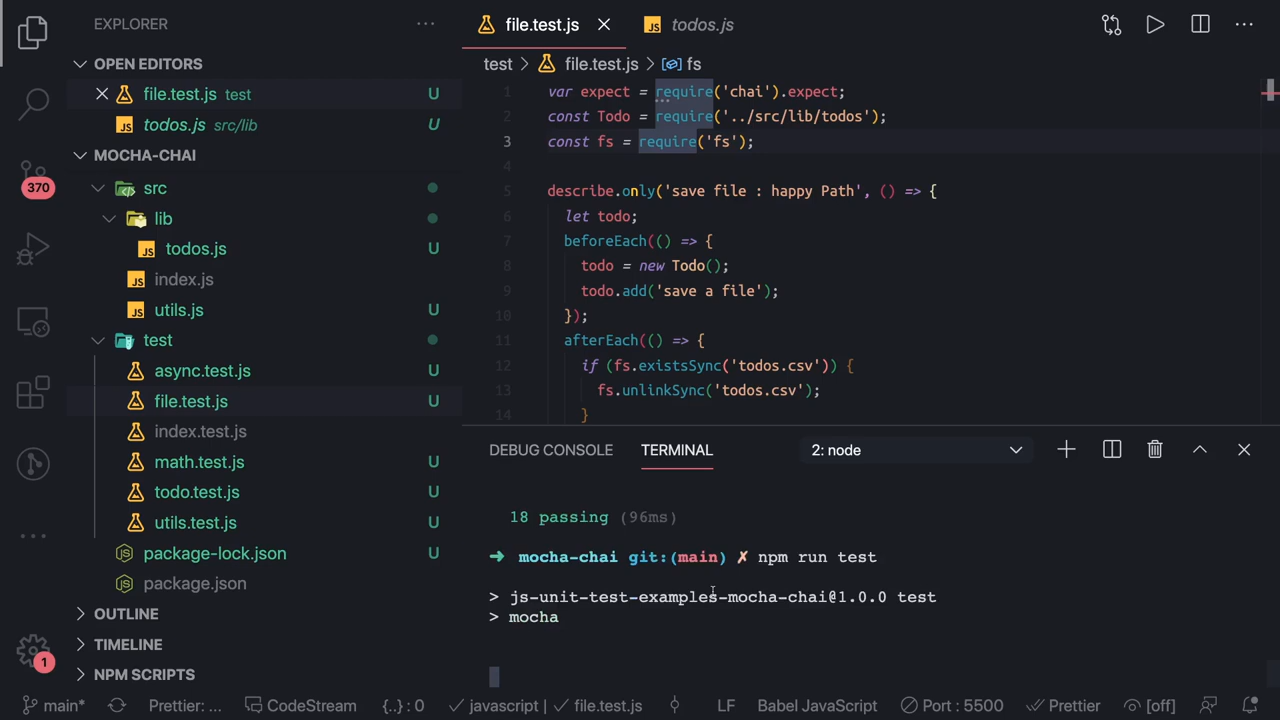 EXPLORER
OPEN EDITORS
file.test.js test U
todos.js src/lib U
MOCHA-CHAI
src
lib
todos.js U
index.js
utils.js U
test
async.test.js U
file.test.js U
index.test.js
math.test.js U
todo.test.js U
utils.test.js U
package-lock.json U
package.json
OUTLINE
TIMELINE
NPM SCRIPTS
370
1
file.test.js
todos.js
test > file.test.js > fs
1 var expect = require('chai').expect;
2 const Todo = require('../src/lib/todos');
3 const fs = require('fs');
4
5 describe.only('save file : happy Path', () => {
6 let todo;
7 beforeEach(() => {
8 todo = new Todo();
9 todo.add('save a file');
10 });
11 afterEach(() => {
12 if (fs.existsSync('todos.csv')) {
13 fs.unlinkSync('todos.csv');
14 }
DEBUG CONSOLE TERMINAL 2: node
18 passing (96ms)
➜ mocha-chai git:(main) ✗ npm run test
> js-unit-test-examples-mocha-chai@1.0.0 test
> mocha
main* Prettier: ... CodeStream {..} : 0 ✓ javascript | ✓ file.test.js LF Babel JavaScript Port : 5500 Prettier [off]